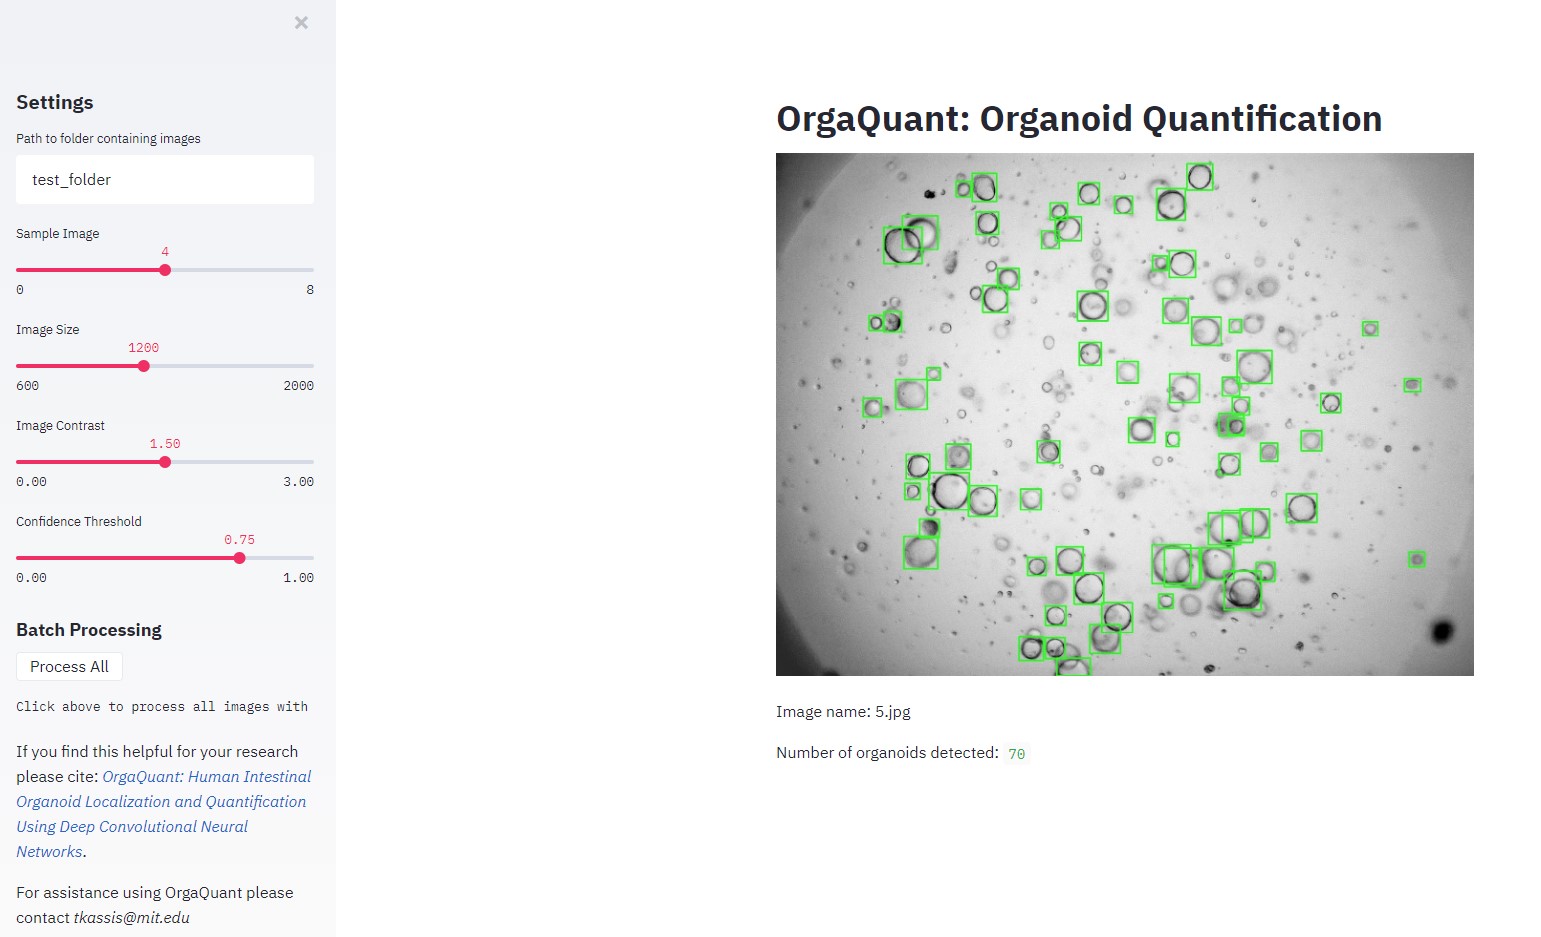 ×
Settings
Path to folder containing images
test_folder
Sample Image
4
0 8
Image Size
1200
600 2000
Image Contrast
1.50
0.00 3.00
Confidence Threshold
0.75
0.00 1.00
Batch Processing
Process All
Click above to process all images with
If you find this helpful for your research
please cite: OrgaQuant: Human Intestinal
Organoid Localization and Quantification
Using Deep Convolutional Neural
Networks.
For assistance using OrgaQuant please
contact tkassis@mit.edu
OrgaQuant: Organoid Quantification
Image name: 5.jpg
Number of organoids detected: 70